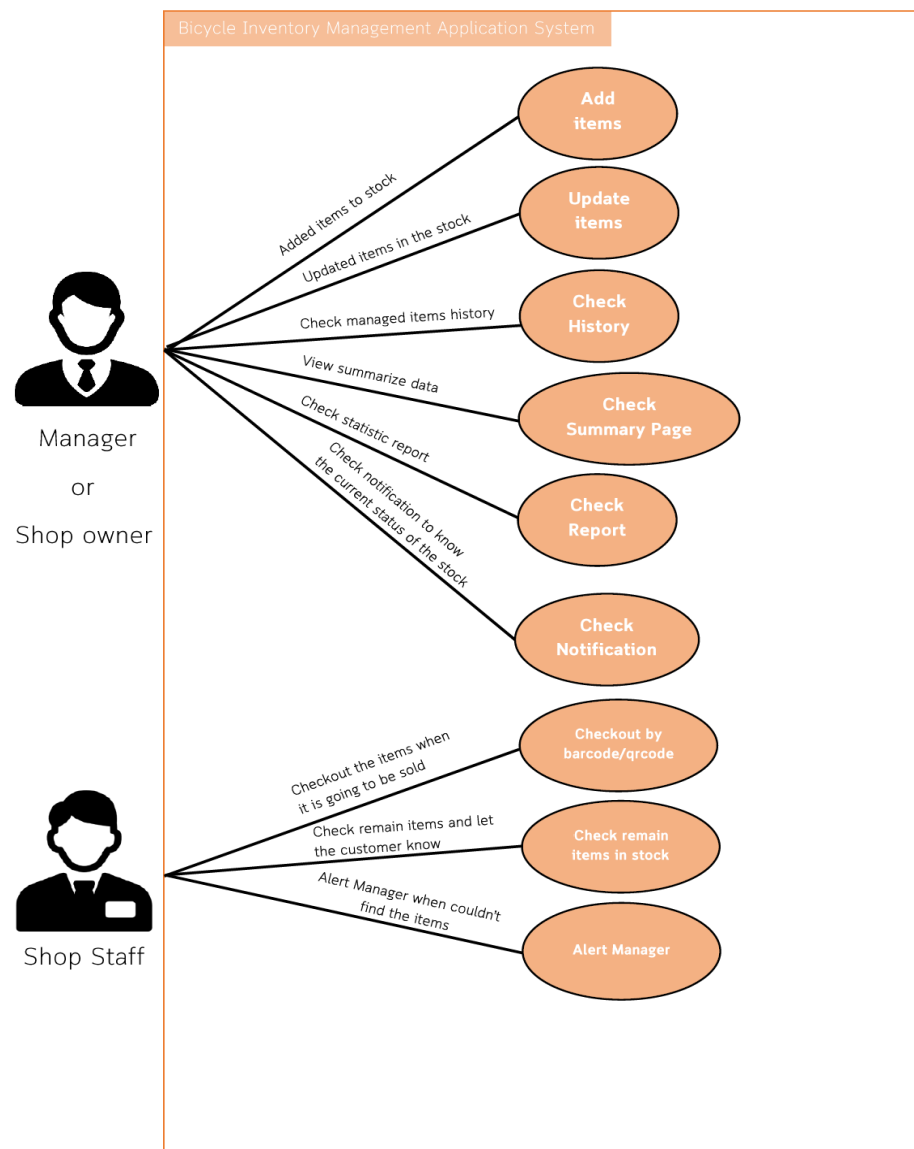 Bicycle Inventory Management Application System
Add
items
Added items to stock
Update
items
Updated items in the stock
Check
History
Check managed items history
View summarize data
Check
Summary Page
Check statistic report
Manager
or
Shop owner
Check notification to know
the current status of the stock
Check
Report
Check
Notification
Checkout the items when
it is going to be sold
Checkout by
barcode/qrcode
Check remain items and let
the customer know
Check remain
items in stock
Alert Manager when couldn't
find the items
Alert Manager
Shop Staff